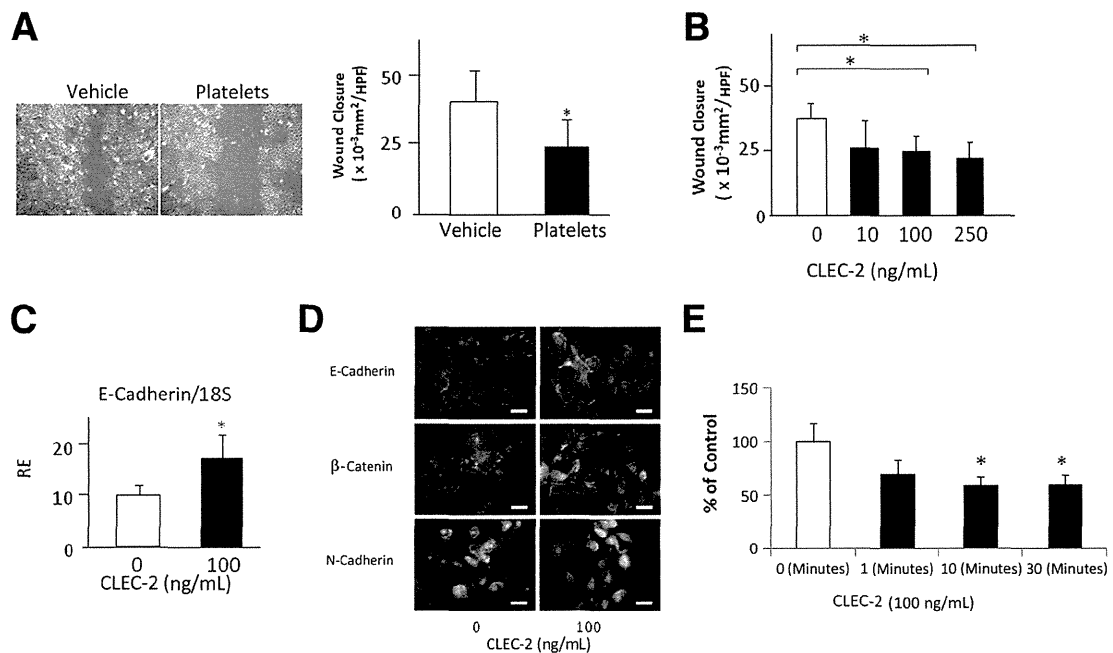 A
Vehicle Platelets
Wound Closure
( x 10-3mm2/HPF)
50
25
0
*
Vehicle Platelets
B
Wound Closure
( x 10-3mm2/HPF)
50
25
0
*
*
0 10 100 250
CLEC-2 (ng/mL)
C
E-Cadherin/18S
RE
20
10
0
*
0 100
CLEC-2 (ng/mL)
D
E-Cadherin
β-Catenin
N-Cadherin
0 100
CLEC-2 (ng/mL)
E
% of Control
150
100
50
0
* *
0 (Minutes) 1 (Minutes) 10 (Minutes) 30 (Minutes)
CLEC-2 (100 ng/mL)